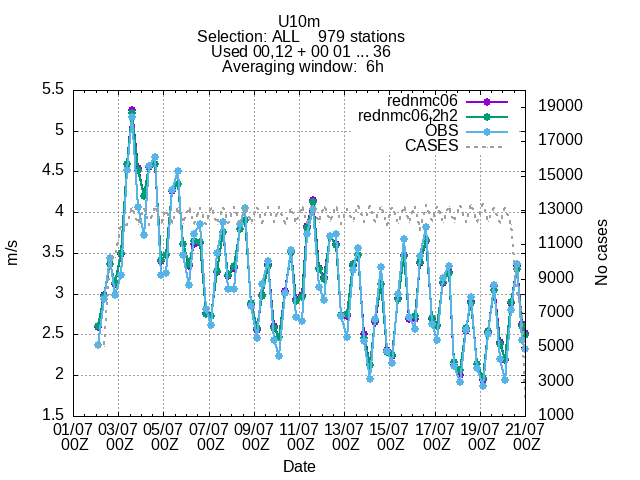 U10m
Selection: ALL 979 stations
Used 00,12 + 00 01 ... 36
Averaging window: 6h
5.5
5
4.5
4
3.5
3
2.5
2
1.5
m/s
rednmc06
rednmc06.2h2
OBS
CASES
19000
17000
15000
13000
11000
9000
7000
5000
3000
1000
No cases
01/07 03/07 05/07 07/07 09/07 11/07 13/07 15/07 17/07 19/07 21/07
00Z 00Z 00Z 00Z 00Z 00Z 00Z 00Z 00Z 00Z 00Z
Date